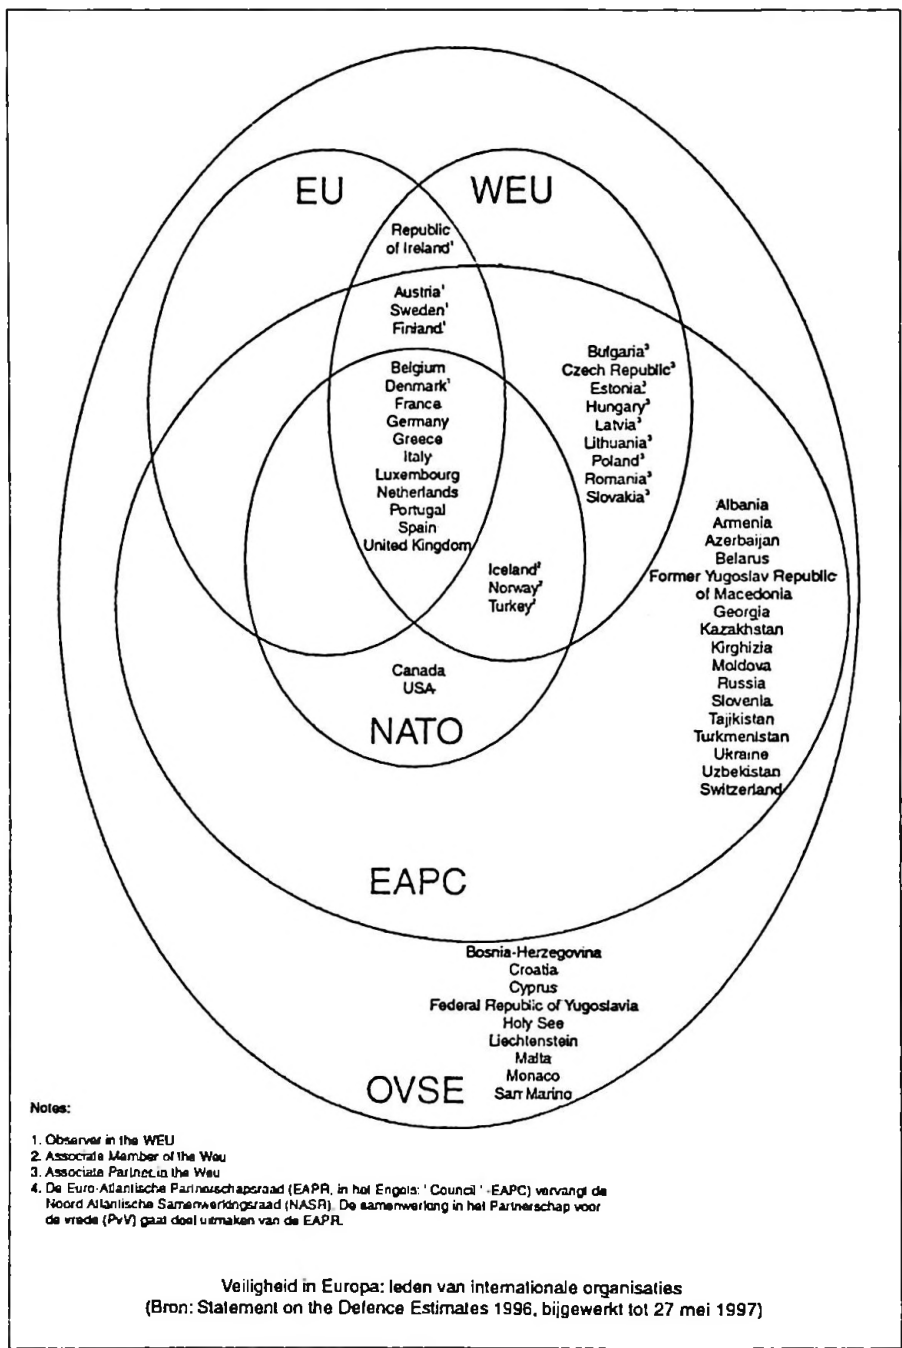 EU
WEU
Republic
of Ireland¹
Austria¹
Sweden¹
Finland¹
Belgium
Denmark¹
France
Germany
Greece
Italy
Luxembourg
Netherlands
Portugal
Spain
United Kingdom
Bulgaria³
Czech Republic³
Estonia³
Hungary³
Latvia³
Lithuania³
Poland³
Romania³
Slovakia³
Iceland²
Norway²
Turkey²
Albania
Armenia
Azerbaijan
Belarus
Former Yugoslav Republic
of Macedonia
Georgia
Kazakhstan
Kirghizia
Moldova
Russia
Slovenia
Tajikistan
Turkmenistan
Ukraine
Uzbekistan
Switzerland
Canada
USA
NATO
EAPC
Bosnia-Herzegovina
Croatia
Cyprus
Federal Republic of Yugoslavia
Holy See
Liechtenstein
Malta
Monaco
San Marino
OVSE
Notes:
1. Observer in the WEU
2. Associate Member of the Weu
3. Associate Partner in the Weu
4. De Euro-Atlantische Partnerschapsraad (EAPR, in het Engels: 'Council' -EAPC) vervangt de
Noord Atlantische Samenwerkingsraad (NASR). De samenwerking in het Partnerschap voor
de vrede (PvV) gaat deel uitmaken van de EAPR.
Veiligheid in Europa: leden van internationale organisaties
(Bron: Statement on the Defence Estimates 1996, bijgewerkt tot 27 mei 1997)